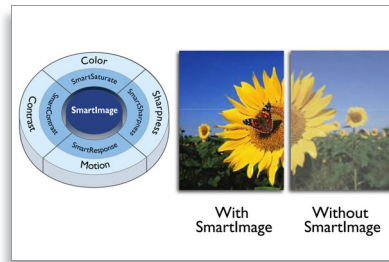 Color
SmartSaturate
Contrast
SmartContrast
SmartImage
SmartSharpness
Sharpness
SmartResponse
Motion
With
SmartImage
Without
SmartImage